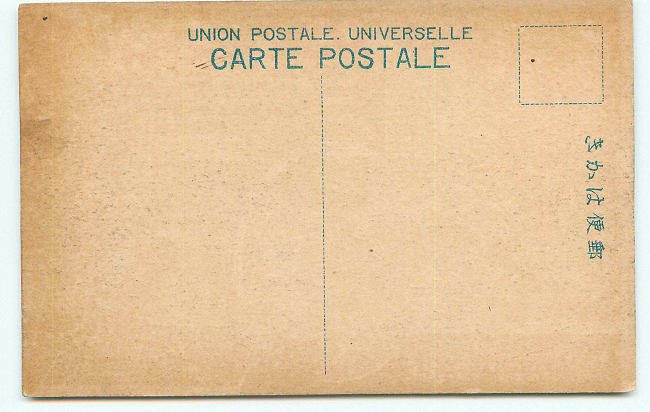 UNION POSTALE. UNIVERSELLE
CARTE POSTALE
郵便はかき